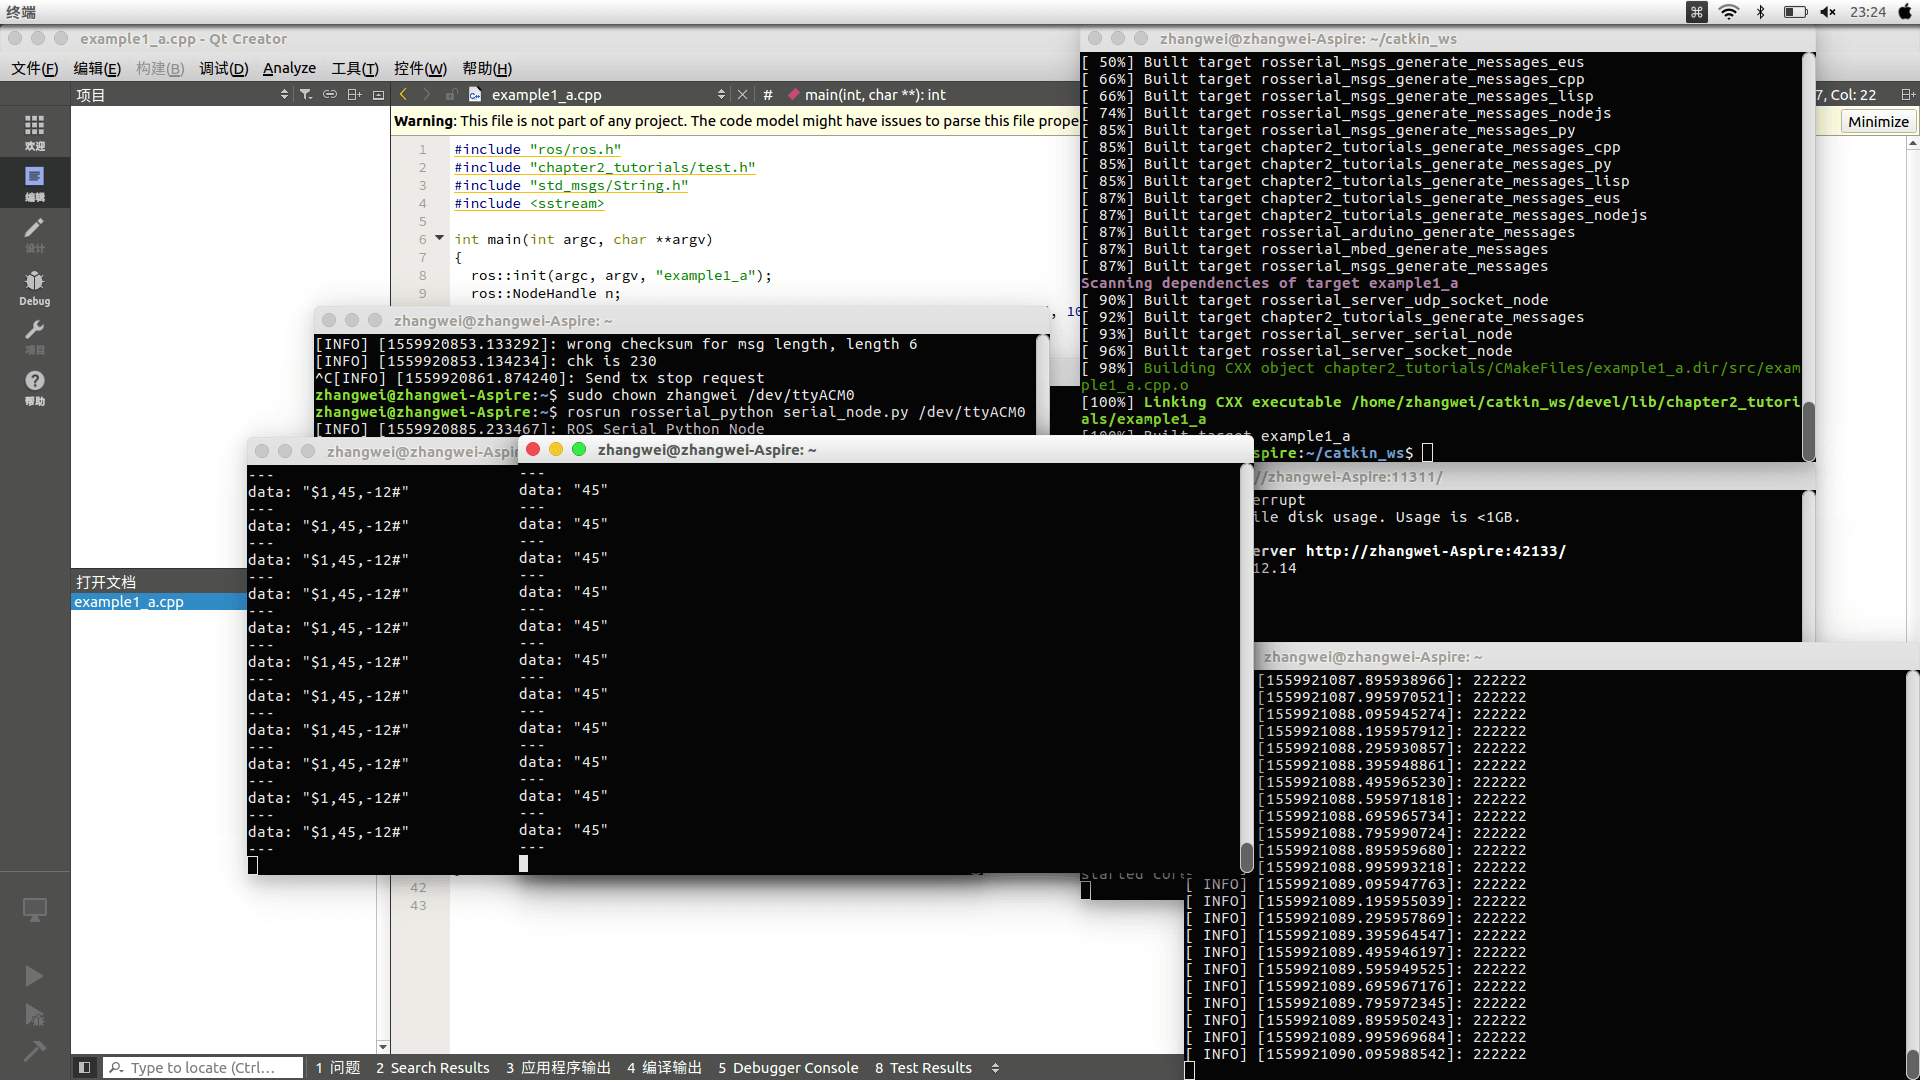 终端
23:24
example1_a.cpp - Qt Creator
文件(F) 编辑(E) 构建(B) 调试(D) Analyze 工具(T) 控件(W) 帮助(H)
项目
example1_a.cpp
# main(int, char **): int
7, Col: 22
Warning: This file is not part of any project. The code model might have issues to parse this file prope
Minimize
欢迎
编辑
设计
Debug
项目
帮助
1 #include "ros/ros.h"
2 #include "chapter2_tutorials/test.h"
3 #include "std_msgs/String.h"
4 #include <sstream>
5
6 int main(int argc, char **argv)
7 {
8 ros::init(argc, argv, "example1_a");
9 ros::NodeHandle n;
, 10
42
43
打开文档
example1_a.cpp
zhangwei@zhangwei-Aspire: ~/catkin_ws
[ 50%] Built target rosserial_msgs_generate_messages_eus
[ 66%] Built target rosserial_msgs_generate_messages_cpp
[ 66%] Built target rosserial_msgs_generate_messages_lisp
[ 74%] Built target rosserial_msgs_generate_messages_nodejs
[ 85%] Built target rosserial_msgs_generate_messages_py
[ 85%] Built target chapter2_tutorials_generate_messages_cpp
[ 85%] Built target chapter2_tutorials_generate_messages_py
[ 85%] Built target chapter2_tutorials_generate_messages_lisp
[ 87%] Built target chapter2_tutorials_generate_messages_eus
[ 87%] Built target chapter2_tutorials_generate_messages_nodejs
[ 87%] Built target rosserial_arduino_generate_messages
[ 87%] Built target rosserial_mbed_generate_messages
[ 87%] Built target rosserial_msgs_generate_messages
Scanning dependencies of target example1_a
[ 90%] Built target rosserial_server_udp_socket_node
[ 92%] Built target chapter2_tutorials_generate_messages
[ 93%] Built target rosserial_server_serial_node
[ 96%] Built target rosserial_server_socket_node
[ 98%] Building CXX object chapter2_tutorials/CMakeFiles/example1_a.dir/src/exam
ple1_a.cpp.o
[100%] Linking CXX executable /home/zhangwei/catkin_ws/devel/lib/chapter2_tutori
als/example1_a
[100%] Built target example1_a
spire:~/catkin_ws$
zhangwei@zhangwei-Aspire: ~
[INFO] [1559920853.133292]: wrong checksum for msg length, length 6
[INFO] [1559920853.134234]: chk is 230
^C[INFO] [1559920861.874240]: Send tx stop request
zhangwei@zhangwei-Aspire:~$ sudo chown zhangwei /dev/ttyACM0
zhangwei@zhangwei-Aspire:~$ rosrun rosserial_python serial_node.py /dev/ttyACM0
[INFO] [1559920885.233467]: ROS Serial Python Node
zhangwei@zhangwei-Aspi
---
data: "$1,45,-12#"
---
data: "$1,45,-12#"
---
data: "$1,45,-12#"
---
data: "$1,45,-12#"
---
data: "$1,45,-12#"
---
data: "$1,45,-12#"
---
data: "$1,45,-12#"
---
data: "$1,45,-12#"
---
data: "$1,45,-12#"
---
data: "$1,45,-12#"
---
data: "$1,45,-12#"
---
zhangwei@zhangwei-Aspire: ~
---
data: "45"
---
data: "45"
---
data: "45"
---
data: "45"
---
data: "45"
---
data: "45"
---
data: "45"
---
data: "45"
---
data: "45"
---
data: "45"
---
data: "45"
---
//zhangwei-Aspire:11311/
errupt
ile disk usage. Usage is <1GB.
erver http://zhangwei-Aspire:42133/
12.14
started core
zhangwei@zhangwei-Aspire: ~
[1559921087.895938966]: 222222
[1559921087.995970521]: 222222
[1559921088.095945274]: 222222
[1559921088.195957912]: 222222
[1559921088.295930857]: 222222
[1559921088.395948861]: 222222
[1559921088.495965230]: 222222
[1559921088.595971818]: 222222
[1559921088.695965734]: 222222
[1559921088.795990724]: 222222
[1559921088.895959680]: 222222
[1559921088.995993218]: 222222
[ INFO] [1559921089.095947763]: 222222
[ INFO] [1559921089.195955039]: 222222
[ INFO] [1559921089.295957869]: 222222
[ INFO] [1559921089.395964547]: 222222
[ INFO] [1559921089.495946197]: 222222
[ INFO] [1559921089.595949525]: 222222
[ INFO] [1559921089.695967176]: 222222
[ INFO] [1559921089.795972345]: 222222
[ INFO] [1559921089.895950243]: 222222
[ INFO] [1559921089.995969684]: 222222
[ INFO] [1559921090.095988542]: 222222
Type to locate (Ctrl...
1 问题 2 Search Results 3 应用程序输出 4 编译输出 5 Debugger Console 8 Test Results